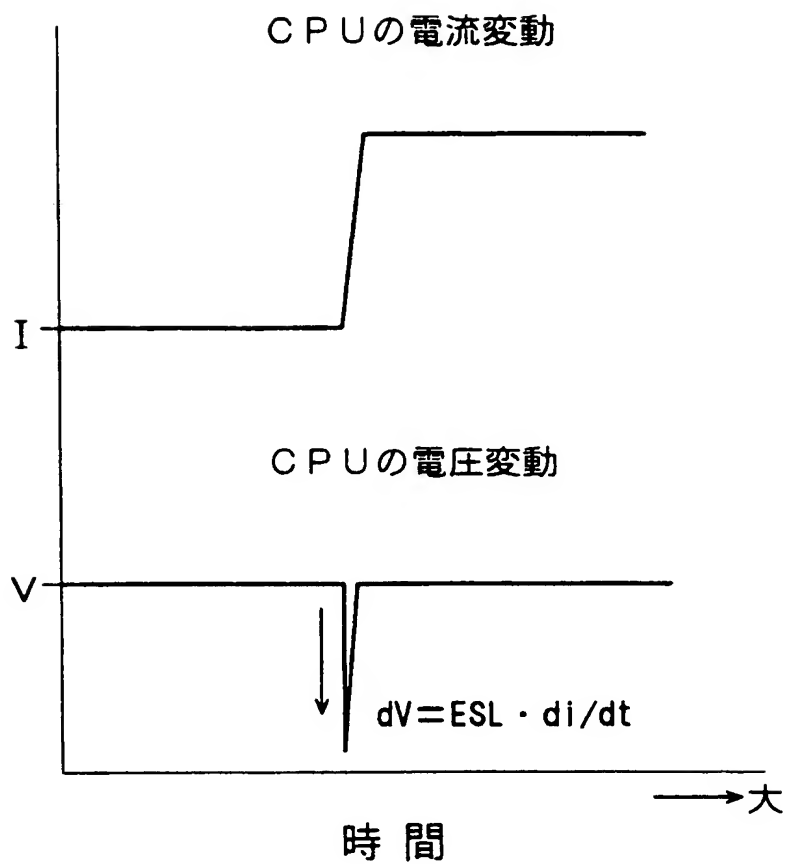 CPUの電流変動
I
CPUの電圧変動
V
dV=ESL・di/dt
→大
時間